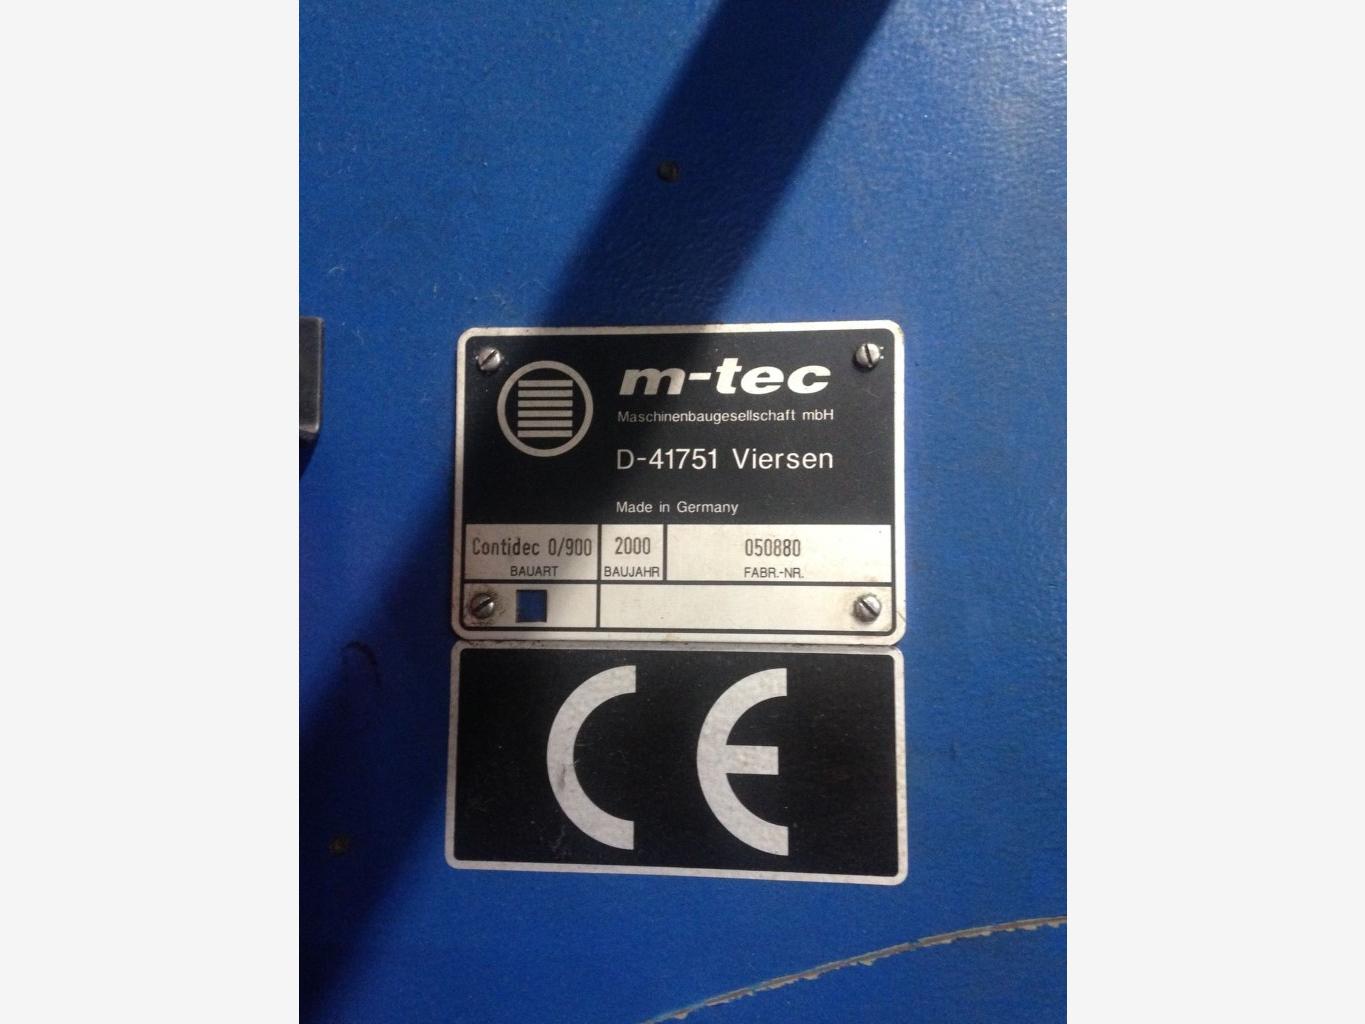 m-tec
Maschinenbaugesellschaft mbH
D-41751 Viersen
Made in Germany
Contidec 0/900 2000 050880
BAUART BAUJAHR FABR.-NR.
CE